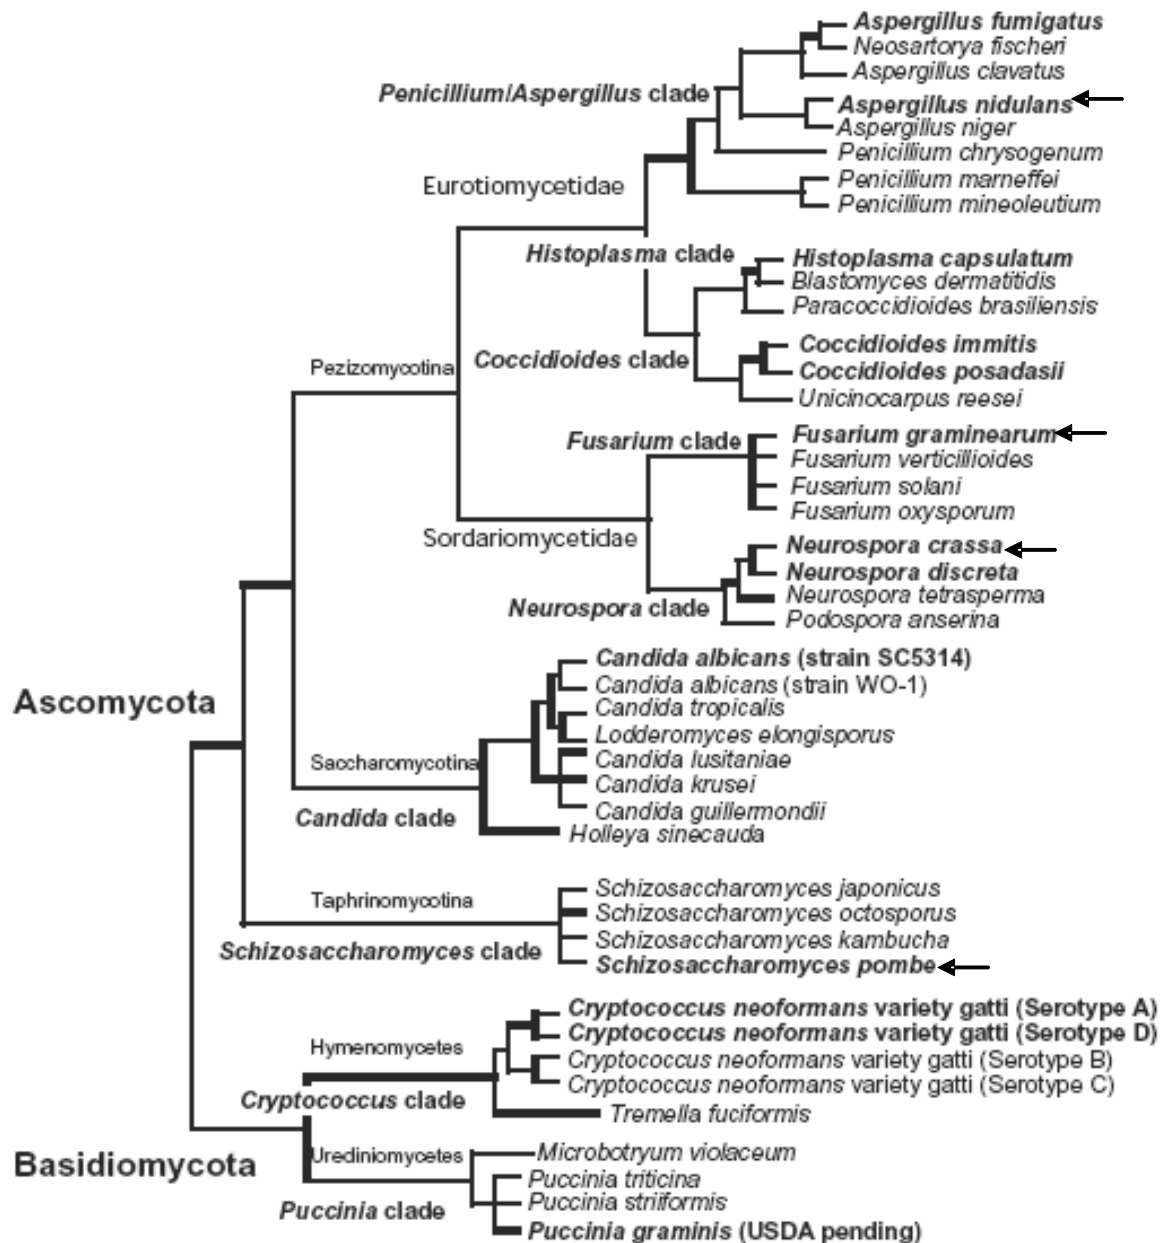 Aspergillus fumigatus
Neosartorya fischeri
Aspergillus clavatus
Penicillium/Aspergillus clade
Aspergillus nidulans
Aspergillus niger
Penicillium chrysogenum
Penicillium marneffei
Eurotiomycetidae
Penicillium mineoleutium
Histoplasma clade
Histoplasma capsulatum
Blastomyces dermatitidis
Paracoccidioides brasiliensis
Coccidioides immitis
Pezizomycotina
Coccidioides clade
Coccidioides posadasii
Unicinocarpus reesei
Fusarium clade
Fusarium graminearum
Fusarium verticillioides
Fusarium solani
Fusarium oxysporum
Sordariomycetidae
Neurospora crassa
Neurospora discreta
Neurospora tetrasperma
Neurospora clade
Podospora anserina
Candida albicans (strain SC5314)
Candida albicans (strain WO-1)
Ascomycota
Candida tropicalis
Lodderomyces elongisporus
Saccharomycotina
Candida lusitaniae
Candida krusei
Candida guillermondii
Candida clade
Holleya sinecauda
Schizosaccharomyces japonicus
Taphrinomycotina
Schizosaccharomyces octosporus
Schizosaccharomyces kambucha
Schizosaccharomyces clade
Schizosaccharomyces pombe
Cryptococcus neoformans variety gatti (Serotype A)
Cryptococcus neoformans variety gatti (Serotype D)
Hymenomycetes
Cryptococcus neoformans variety gatti (Serotype B)
Cryptococcus neoformans variety gatti (Serotype C)
Cryptococcus clade
Tremella fuciformis
Basidiomycota
Urediniomycetes
Microbotryum violaceum
Puccinia triticina
Puccinia striiformis
Puccinia clade
Puccinia graminis (USDA pending)